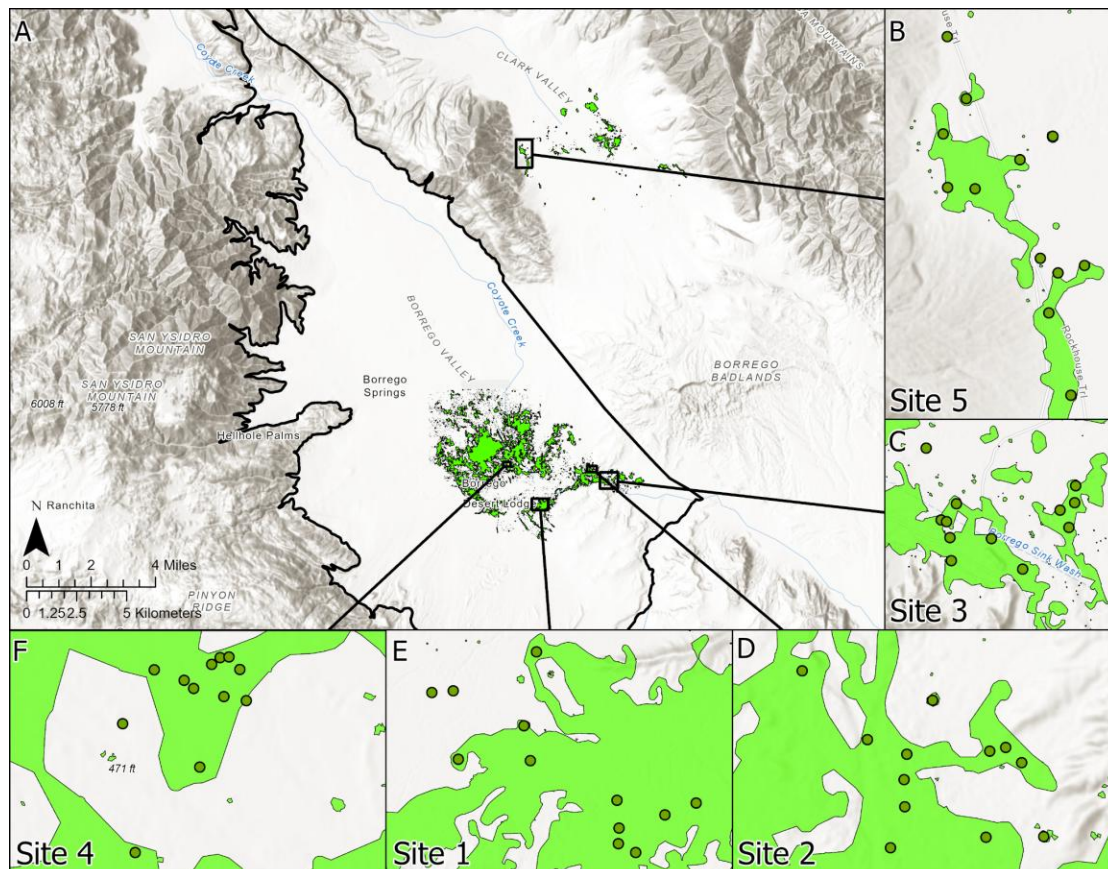 A
Coyote Creek
CLARK VALLEY
MOUNTAINS
B
Rockhouse Trl
Site 5
SAN YSIDRO
MOUNTAIN
SAN YSIDRO
MOUNTAIN
6008 ft
5778 ft
BORREGO VALLEY
Coyote Creek
Borrego
Springs
BORREGO
BADLANDS
Hellhole Palms
Borrego
Desert Lodge
N
Ranchita
0 1 2 4 Miles
0 1.25 2.5 5 Kilometers
PINYON
RIDGE
C
Borrego Sink Wash
Site 3
F
471 ft
Site 4
E
Site 1
D
Site 2